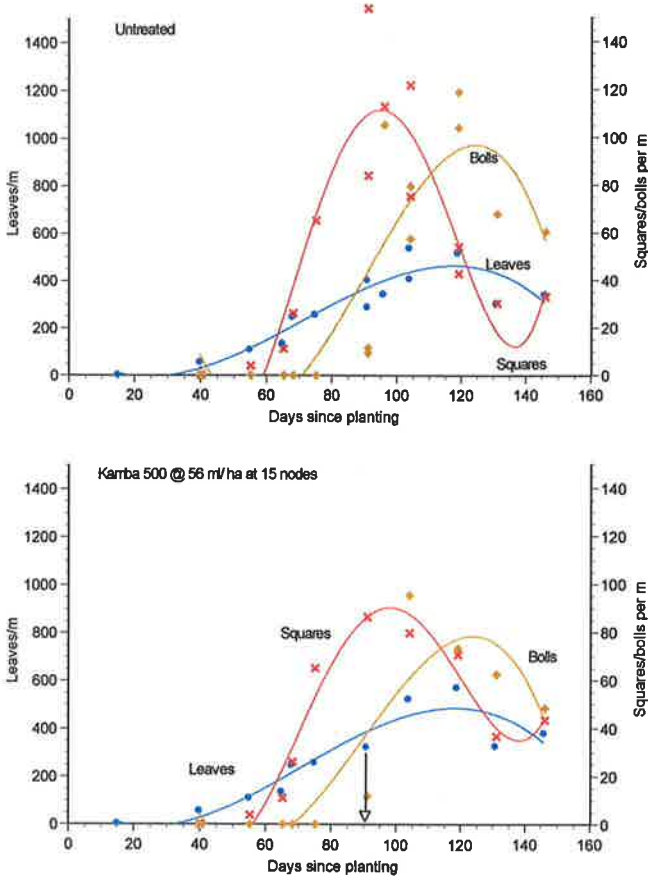 Untreated
1400
1200
1000
800
600
400
200
0
Leaves/m
140
120
100
80
60
40
20
0
Squares/bolls per m
Bolls
Leaves
Squares
0 20 40 60 80 100 120 140 160
Days since planting
Kamba 500 @ 56 ml/ha at 15 nodes
1400
1200
1000
800
600
400
200
0
Leaves/m
140
120
100
80
60
40
20
0
Squares/bolls per m
Squares
Bolls
Leaves
0 20 40 60 80 100 120 140 160
Days since planting